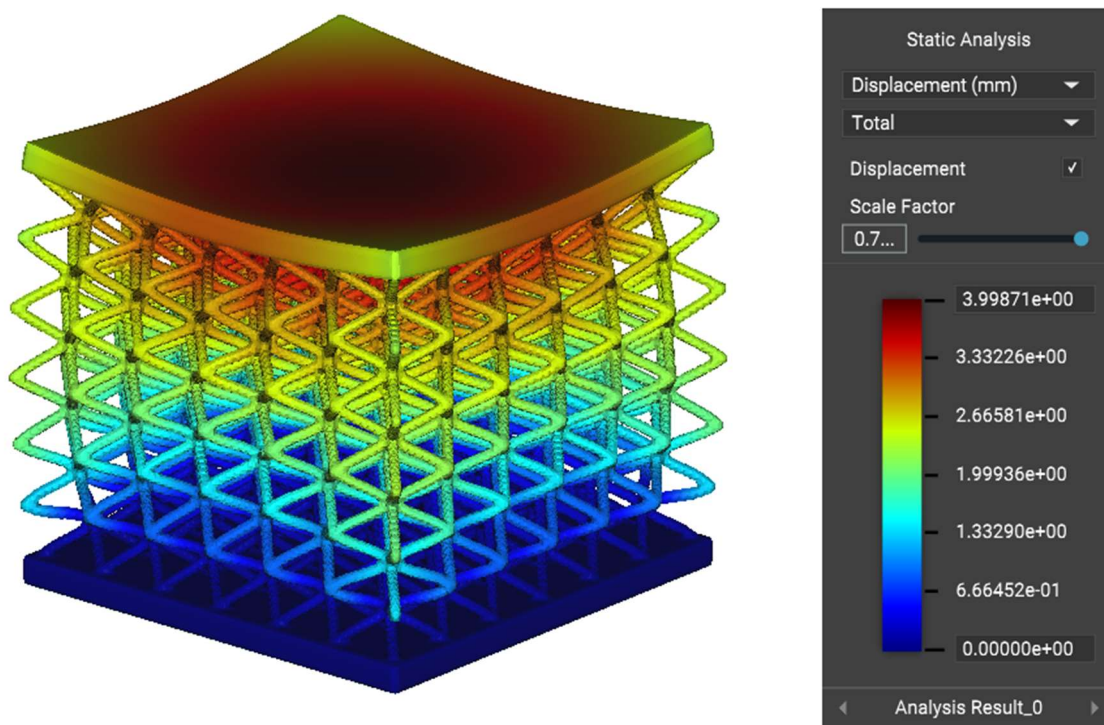 Static Analysis
Displacement (mm)
Total
Displacement
Scale Factor
0.7...
3.99871e+00
3.33226e+00
2.66581e+00
1.99936e+00
1.33290e+00
6.66452e-01
0.00000e+00
Analysis Result_0